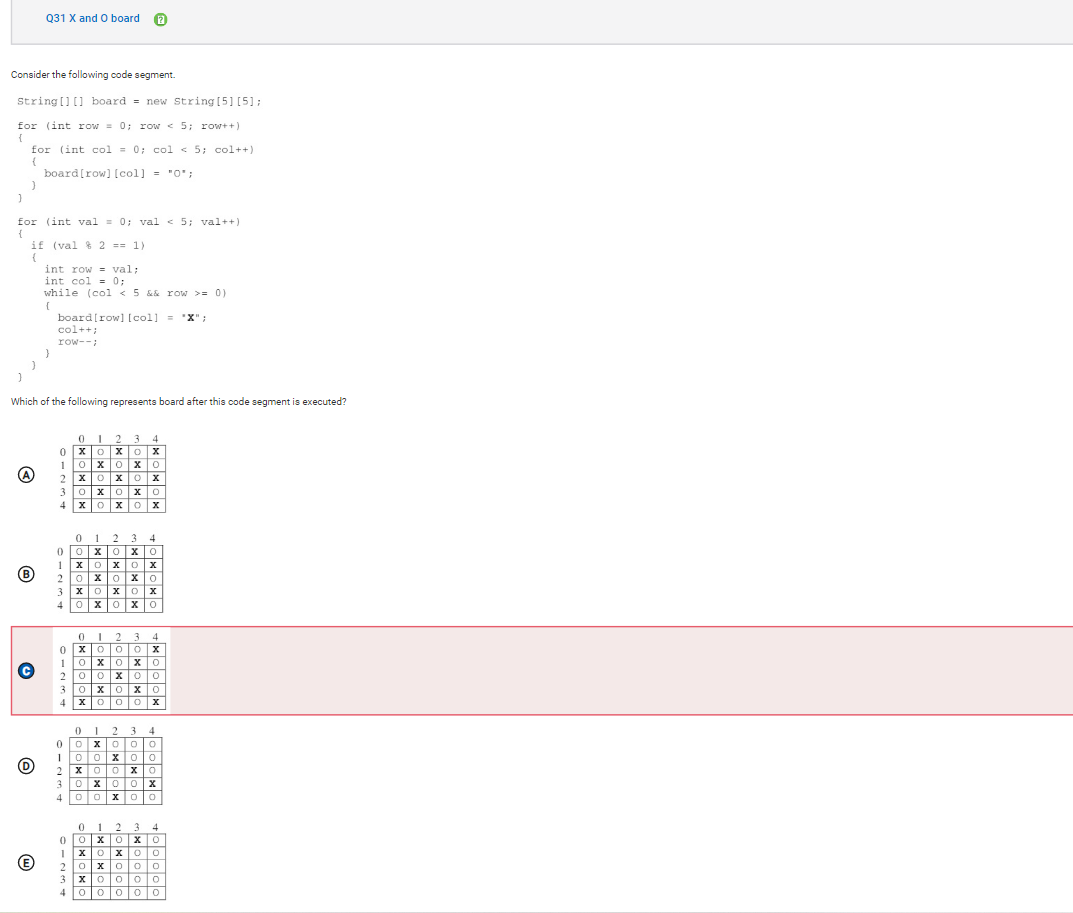 Q31 X and O board
Consider the following code segment.
String[][] board = new String[5][5];
for (int row = 0; row < 5; row++)
{
for (int col = 0; col < 5; col++)
{
board[row][col] = "O";
}
}
for (int val = 0; val < 5; val++)
{
if (val % 2 == 1)
{
int row = val;
int col = 0;
while (col < 5 && row >= 0)
{
board[row][col] = "X";
col++;
row--;
}
}
}
Which of the following represents board after this code segment is executed?
A
0 1 2 3 4
0 X O X O X
1 O X O X O
2 X O X O X
3 O X O X O
4 X O X O X
B
0 1 2 3 4
0 O X O X O
1 X O X O X
2 O X O X O
3 X O X O X
4 O X O X O
C
0 1 2 3 4
0 X O O O X
1 O X O X O
2 O O X O O
3 O X O X O
4 X O O O X
D
0 1 2 3 4
0 O X O O O
1 O O X O O
2 X O O X O
3 O X O O X
4 O O X O O
E
0 1 2 3 4
0 O X O X O
1 X O X O O
2 O X O O O
3 X O O O O
4 O O O O O